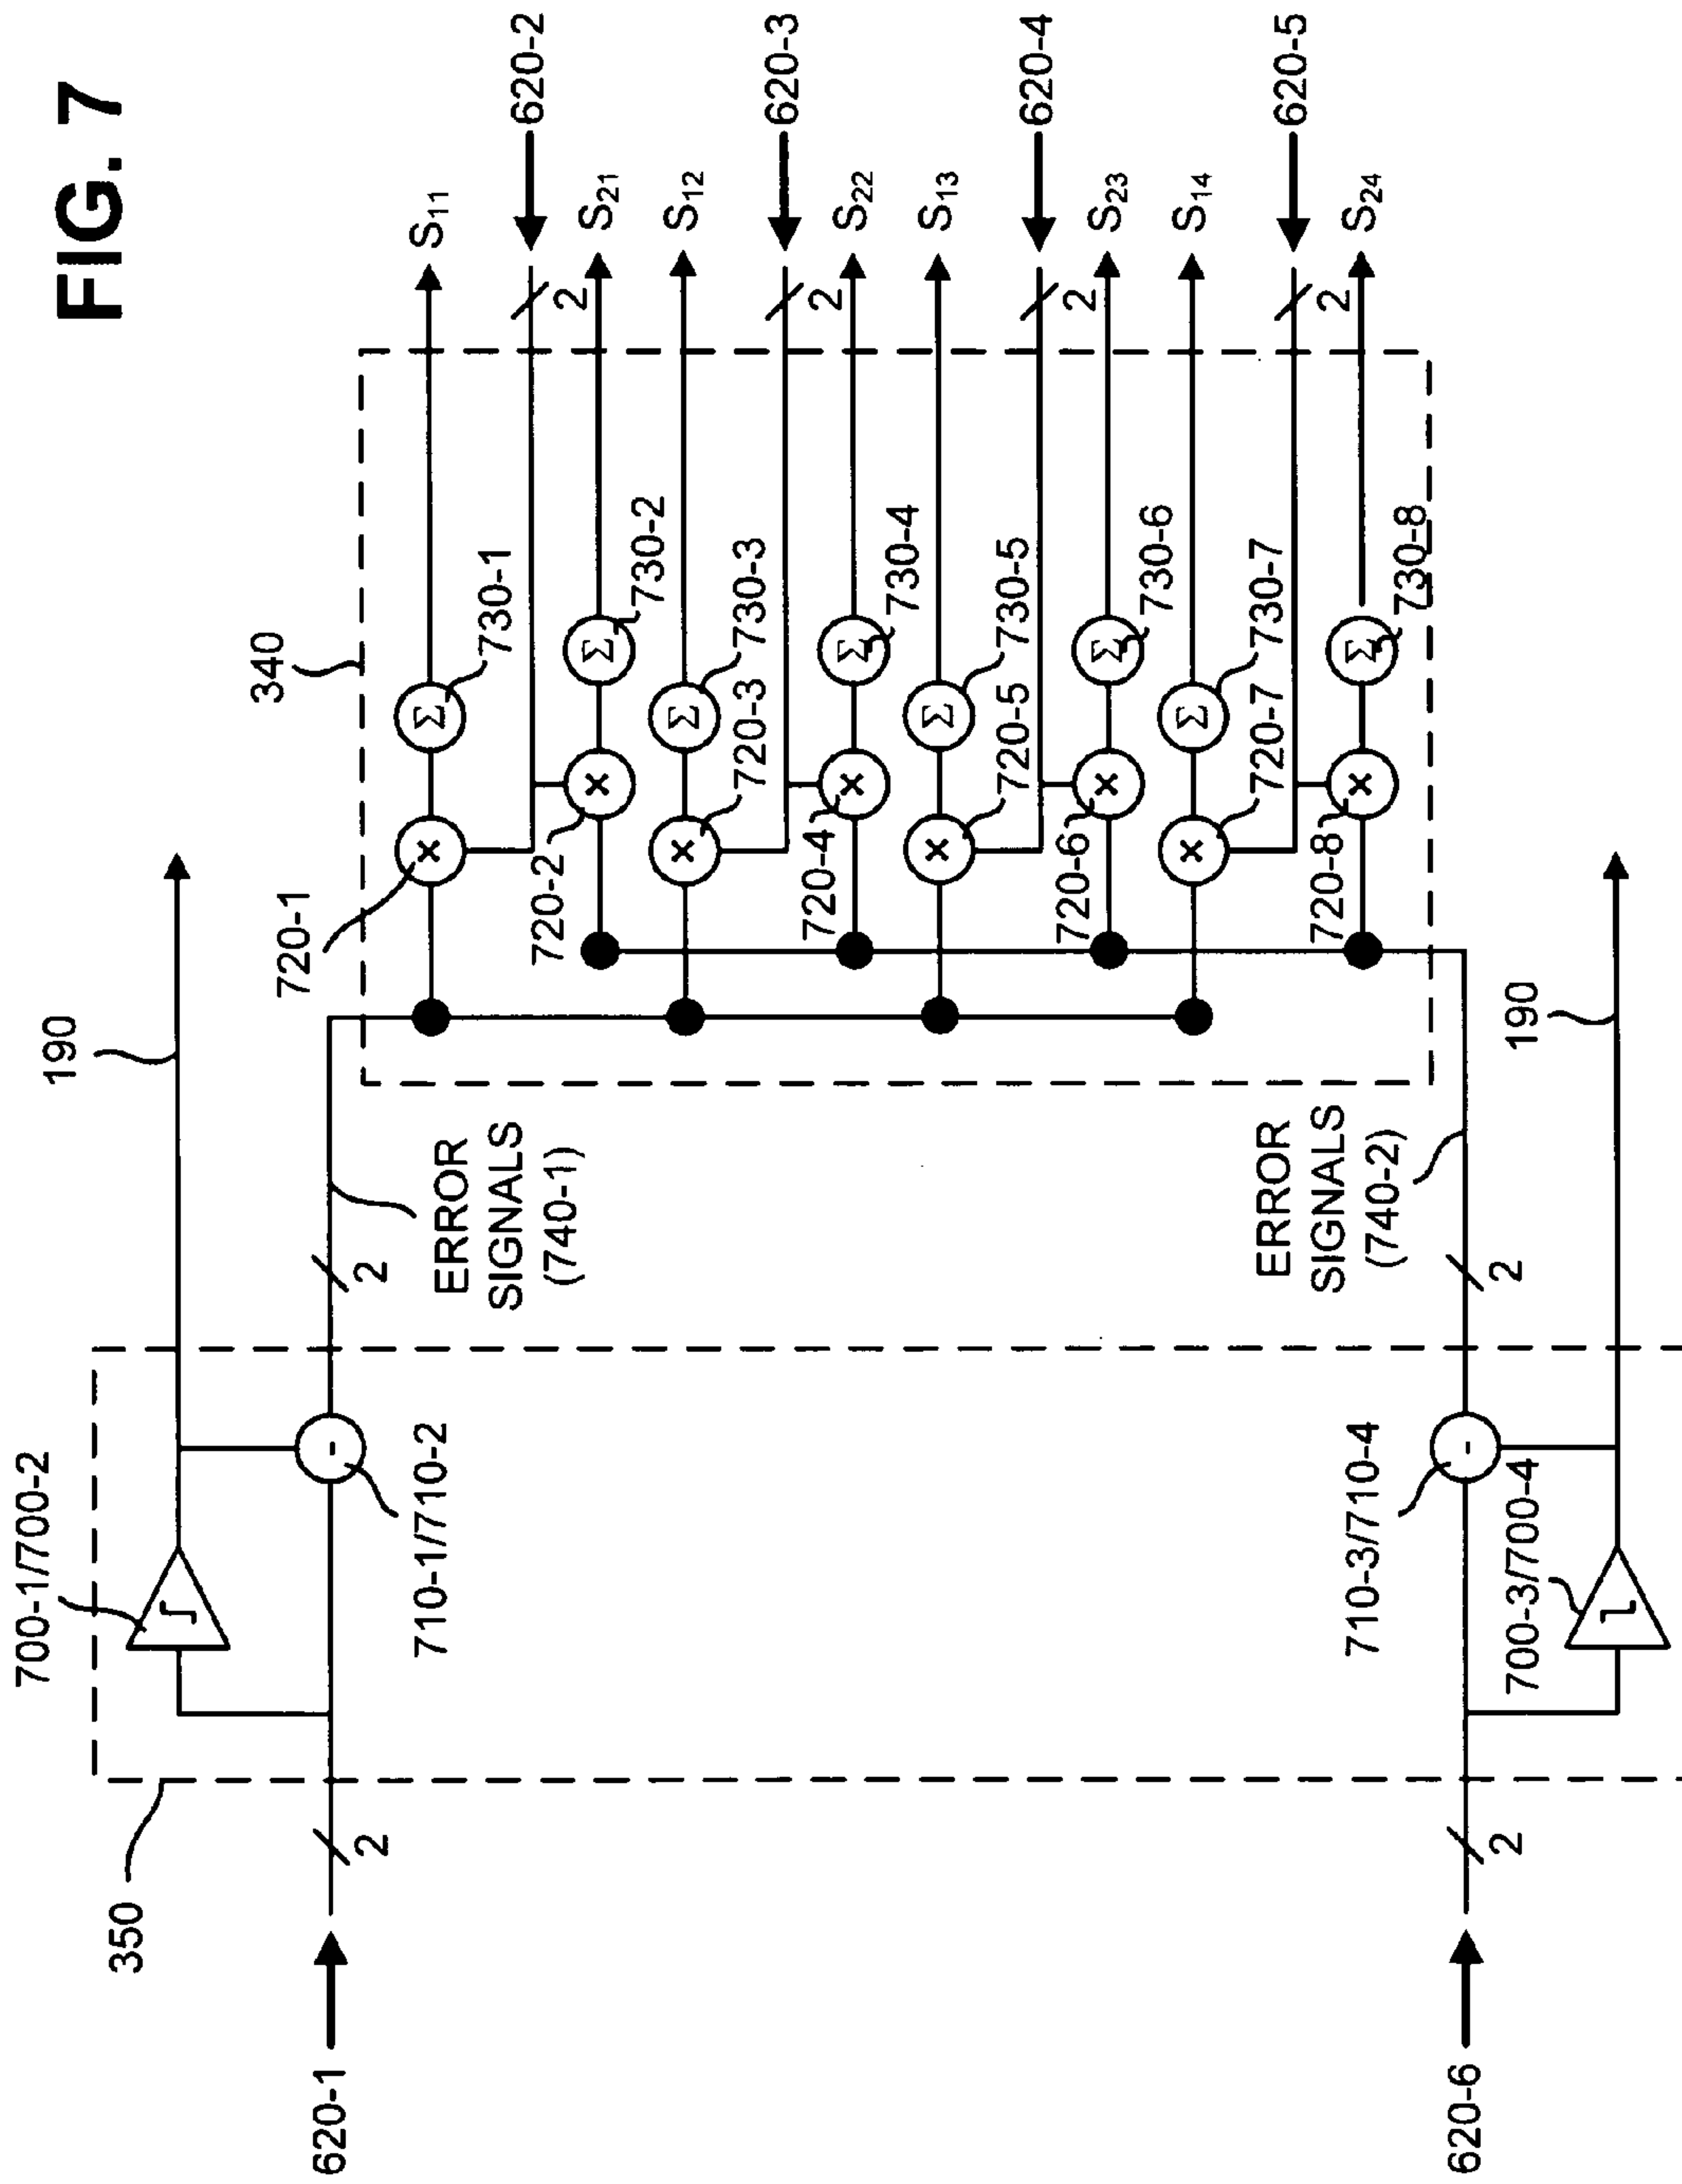 FIG. 7
700-1/700-2
190
350
620-1
2
710-1/710-2
2
ERROR
SIGNALS
(740-1)
340
720-1
730-1
S11
620-2
2
720-2
730-2
S21
720-3
730-3
S12
620-3
2
720-4
730-4
S22
720-5
730-5
S13
620-4
2
720-6
730-6
S23
720-7
730-7
S14
620-5
2
720-8
730-8
S24
× Σ
× Σ
× Σ
× Σ
× Σ
× Σ
× Σ
× Σ
-
-
ERROR
SIGNALS
(740-2)
710-3/710-4
2
620-6
2
700-3/700-4
190